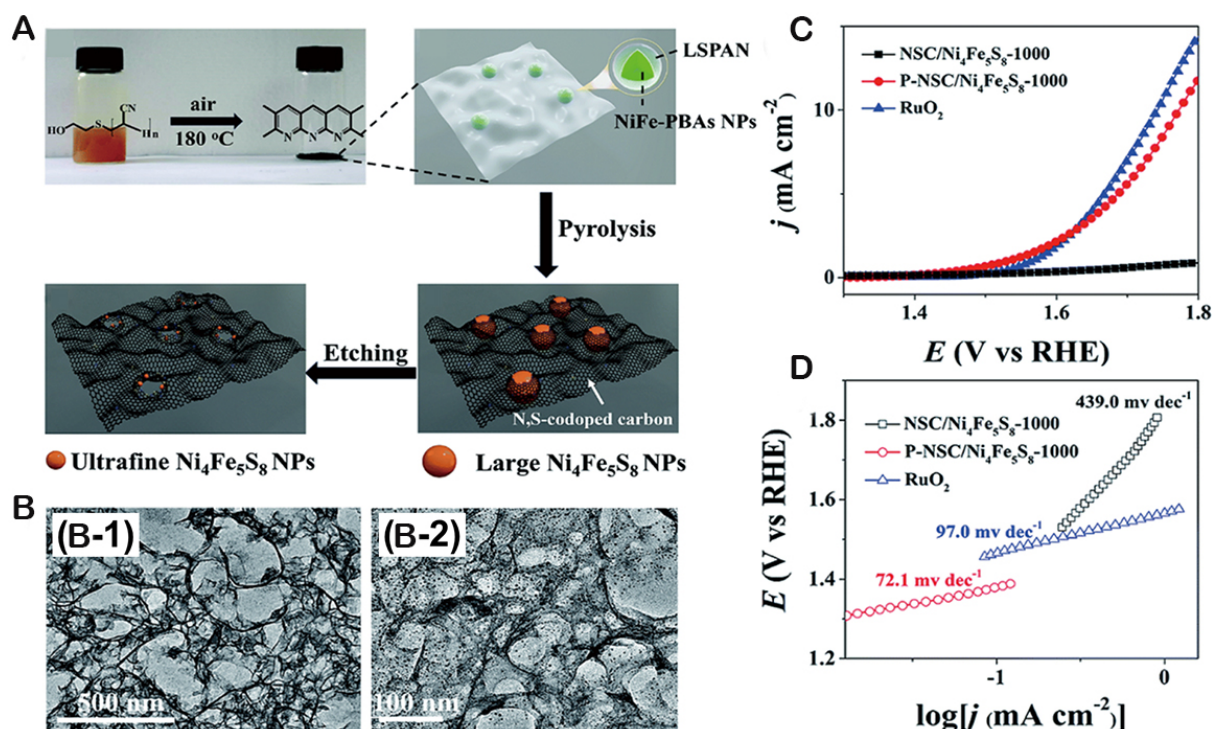 A
HO
S
CN
H
n
air
180 °C
N
N
N
LSPAN
NiFe-PBAs NPs
Pyrolysis
Etching
N,S-codoped carbon
Ultrafine Ni₄Fe₅S₈ NPs
Large Ni₄Fe₅S₈ NPs
B
(B-1)
500 nm
(B-2)
100 nm
C
NSC/Ni₄Fe₅S₈-1000
P-NSC/Ni₄Fe₅S₈-1000
RuO₂
j (mA cm⁻²)
10
0
1.4
1.6
1.8
E (V vs RHE)
D
439.0 mv dec⁻¹
NSC/Ni₄Fe₅S₈-1000
P-NSC/Ni₄Fe₅S₈-1000
RuO₂
97.0 mv dec⁻¹
72.1 mv dec⁻¹
E (V vs RHE)
1.8
1.6
1.4
1.2
-1
0
log[j (mA cm⁻²)]